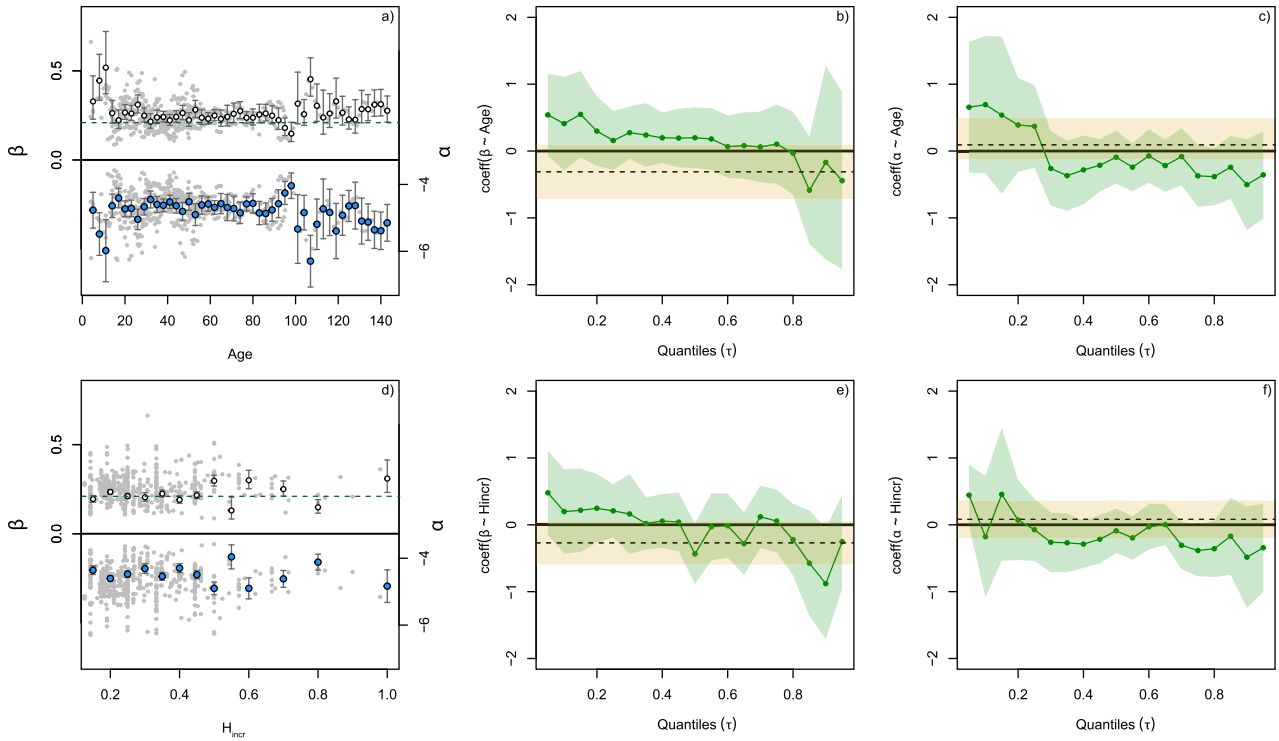 a)
β
0.5
0.0
α
−4
−6
0 20 40 60 80 100 120 140
Age
b)
coeff(β ~ Age)
2
1
0
−1
−2
0.2 0.4 0.6 0.8
Quantiles (τ)
c)
coeff(α ~ Age)
2
1
0
−1
−2
0.2 0.4 0.6 0.8
Quantiles (τ)
d)
β
0.5
0.0
α
−4
−6
0.2 0.4 0.6 0.8 1.0
Hincr
e)
coeff(β ~ Hincr)
2
1
0
−1
−2
0.2 0.4 0.6 0.8
Quantiles (τ)
f)
coeff(α ~ Hincr)
2
1
0
−1
−2
0.2 0.4 0.6 0.8
Quantiles (τ)